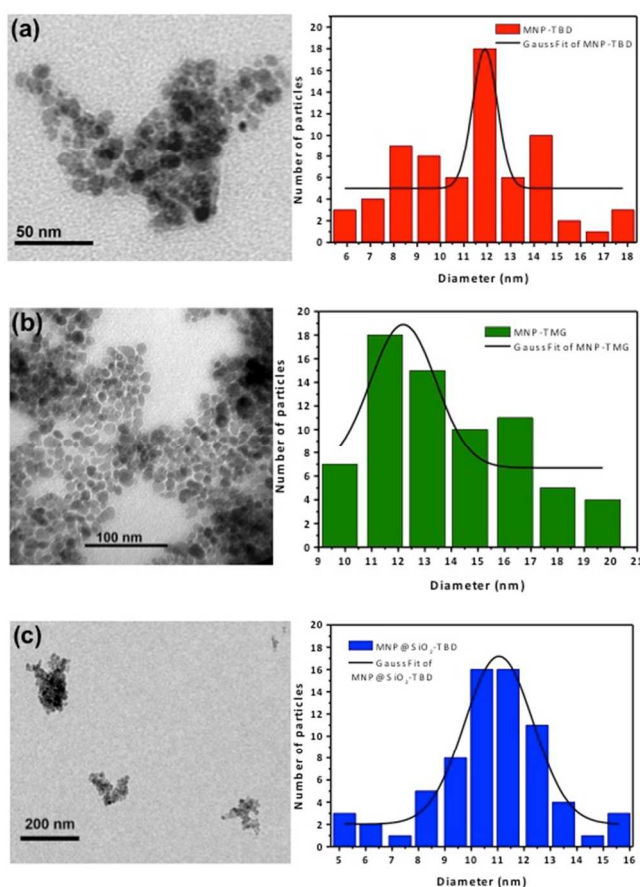 (a)
50 nm
Number of particles
20
18
16
14
12
10
8
6
4
2
0
MNP-TBD
GaussFit of MNP-TBD
6 7 8 9 10 11 12 13 14 15 16 17 18
Diameter (nm)
(b)
100 nm
Number of particles
20
18
16
14
12
10
8
6
4
2
0
MNP-TMG
GaussFit of MNP-TMG
9 10 11 12 13 14 15 16 17 18 19 20 21
Diameter (nm)
(c)
200 nm
Number of particles
20
18
16
14
12
10
8
6
4
2
0
MNP@SiO₂-TBD
GaussFit of
MNP@SiO₂-TBD
5 6 7 8 9 10 11 12 13 14 15 16
Diameter (nm)